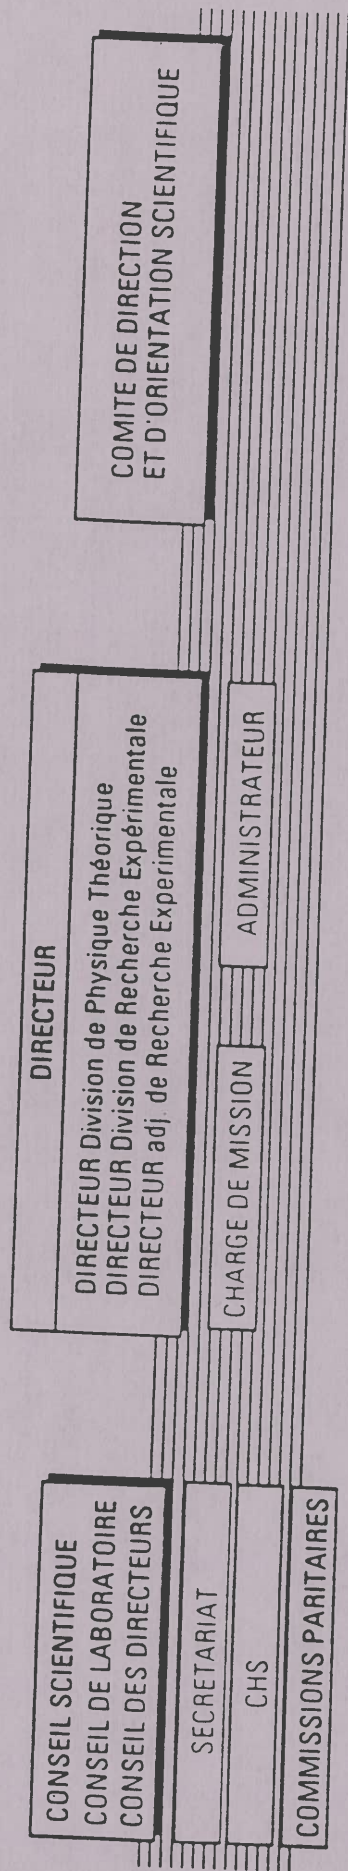 CONSEIL SCIENTIFIQUE
CONSEIL DE LABORATOIRE
CONSEIL DES DIRECTEURS
SECRETARIAT
CHS
COMMISSIONS PARITAIRES
DIRECTEUR
DIRECTEUR Division de Physique Théorique
DIRECTEUR Division de Recherche Expérimentale
DIRECTEUR adj. de Recherche Experimentale
CHARGE DE MISSION
ADMINISTRATEUR
COMITE DE DIRECTION
ET D'ORIENTATION SCIENTIFIQUE